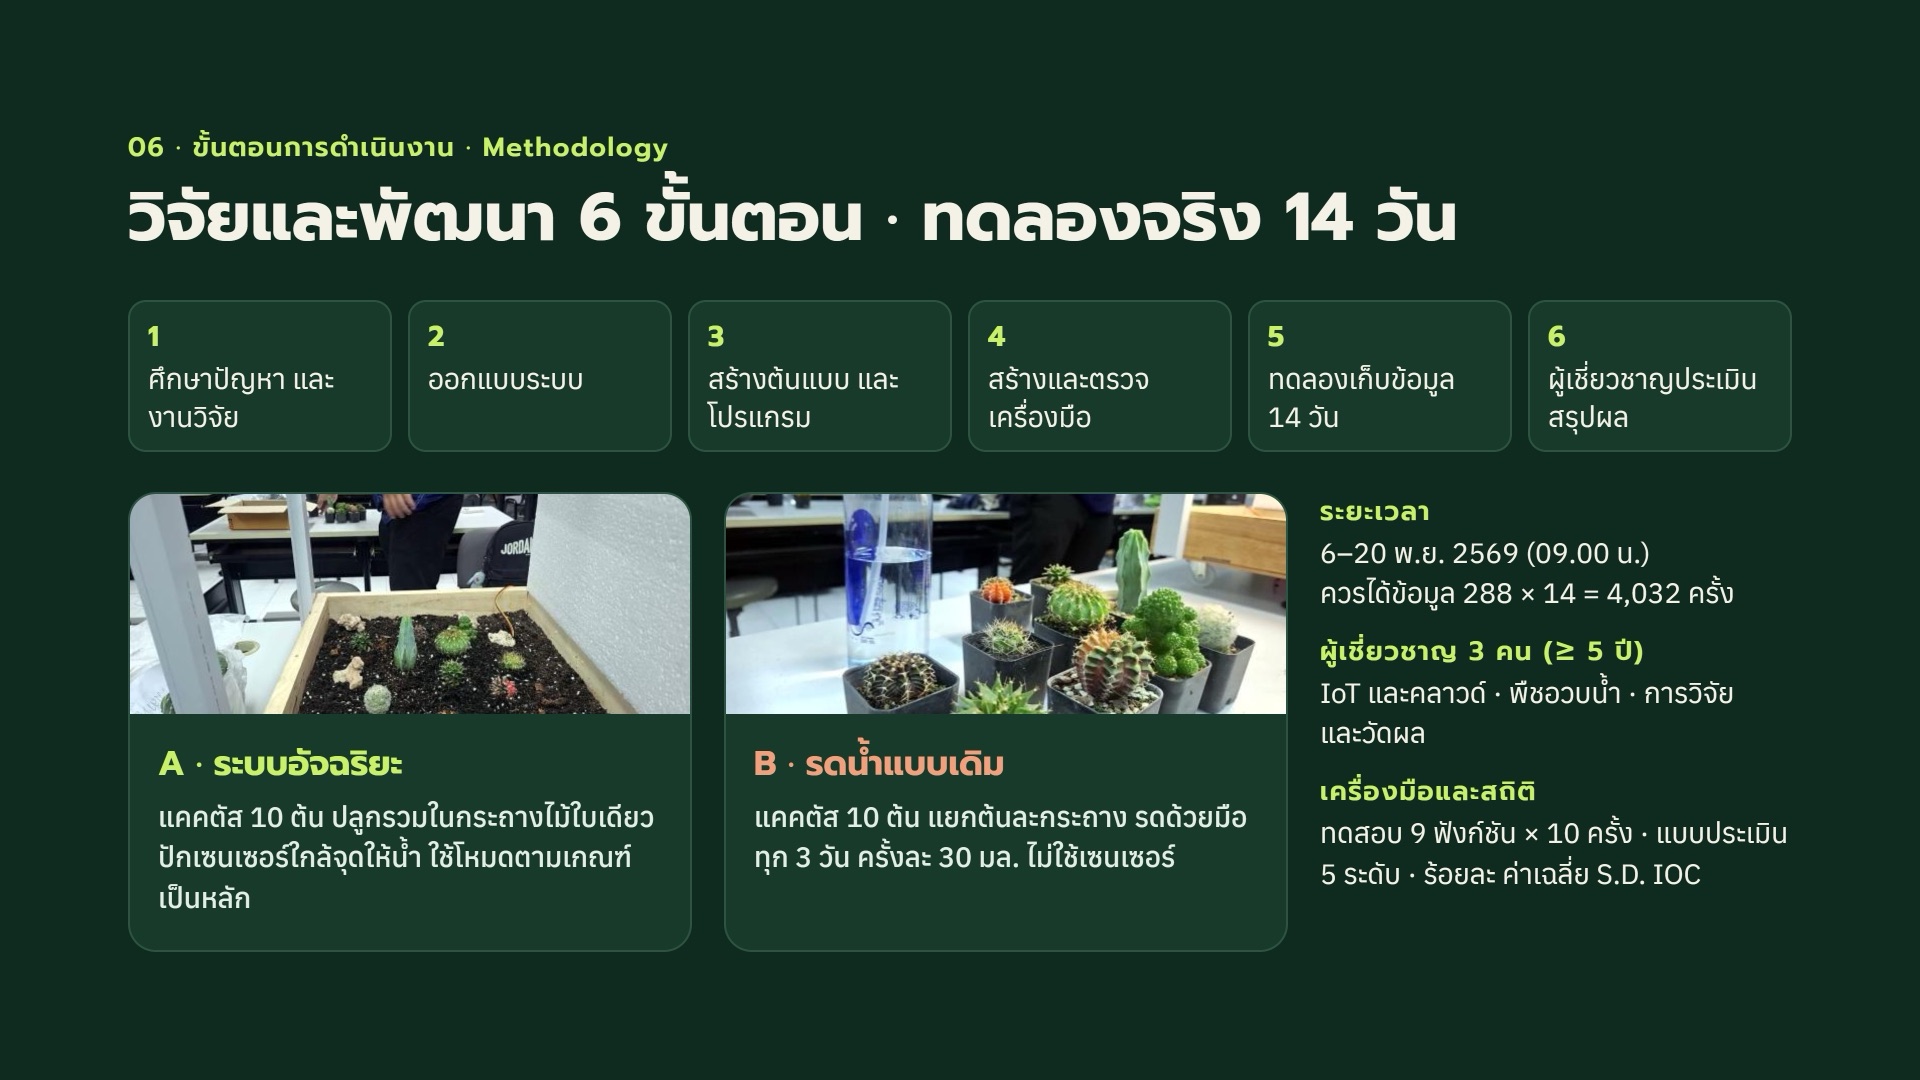 06 · ขั้นตอนการดำเนินงาน · Methodology
วิจัยและพัฒนา 6 ขั้นตอน · ทดลองจริง 14 วัน
1
ศึกษาปัญหา และ
งานวิจัย
2
ออกแบบระบบ
3
สร้างต้นแบบ และ
โปรแกรม
4
สร้างและตรวจ
เครื่องมือ
5
ทดลองเก็บข้อมูล
14 วัน
6
ผู้เชี่ยวชาญประเมิน
สรุปผล
A · ระบบอัจฉริยะ
แคคตัส 10 ต้น ปลูกรวมในกระถางไม้ใบเดียว
ปักเซนเซอร์ใกล้จุดให้น้ำ ใช้โหมดตามเกณฑ์
เป็นหลัก
B · รดน้ำแบบเดิม
แคคตัส 10 ต้น แยกต้นละกระถาง รดด้วยมือ
ทุก 3 วัน ครั้งละ 30 มล. ไม่ใช้เซนเซอร์
ระยะเวลา
6–20 พ.ย. 2569 (09.00 น.)
ควรได้ข้อมูล 288 × 14 = 4,032 ครั้ง
ผู้เชี่ยวชาญ 3 คน (≥ 5 ปี)
IoT และคลาวด์ · พืชอวบน้ำ · การวิจัย
และวัดผล
เครื่องมือและสถิติ
ทดสอบ 9 ฟังก์ชัน × 10 ครั้ง · แบบประเมิน
5 ระดับ · ร้อยละ ค่าเฉลี่ย S.D. IOC